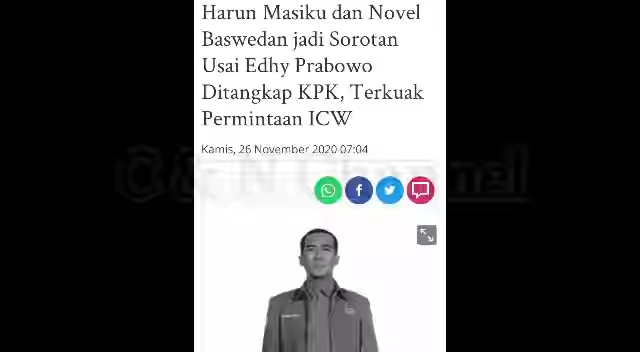 Harun Masiku dan Novel
Baswedan jadi Sorotan
Usai Edhy Prabowo
Ditangkap KPK, Terkuak
Permintaan ICW
Kamis, 26 November 2020 07:04